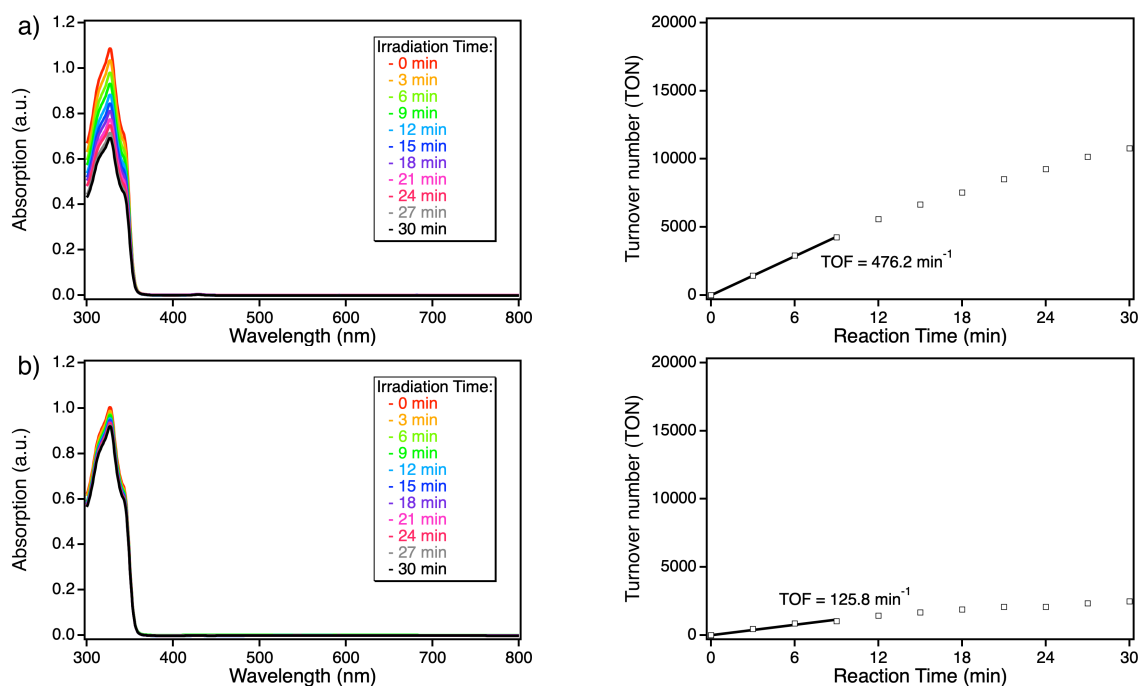 a)
1.2
1.0
0.8
0.6
0.4
0.2
0.0
Absorption (a.u.)
300 400 500 600 700 800
Wavelength (nm)
Irradiation Time:
- 0 min
- 3 min
- 6 min
- 9 min
- 12 min
- 15 min
- 18 min
- 21 min
- 24 min
- 27 min
- 30 min
20000
15000
10000
5000
0
Turnover number (TON)
TOF = 476.2 min⁻¹
0 6 12 18 24 30
Reaction Time (min)
b)
1.2
1.0
0.8
0.6
0.4
0.2
0.0
Absorption (a.u.)
300 400 500 600 700 800
Wavelength (nm)
Irradiation Time:
- 0 min
- 3 min
- 6 min
- 9 min
- 12 min
- 15 min
- 18 min
- 21 min
- 24 min
- 27 min
- 30 min
20000
15000
10000
5000
0
Turnover number (TON)
TOF = 125.8 min⁻¹
0 6 12 18 24 30
Reaction Time (min)